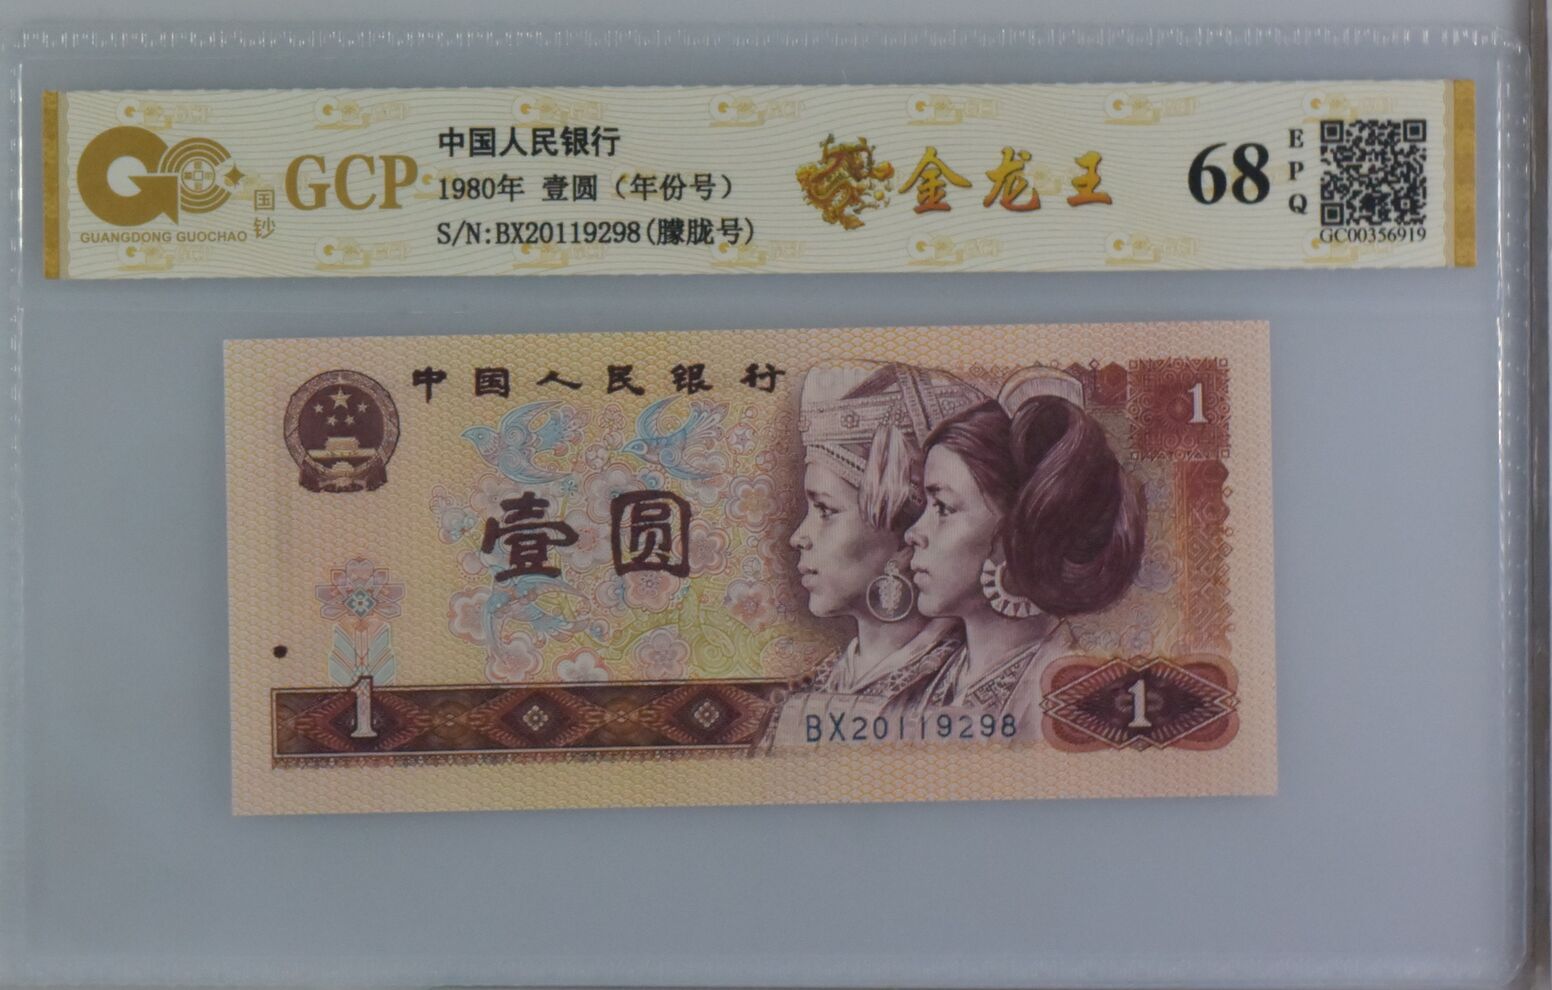 GCP
国钞
GUANGDONG GUOCHAO
中国人民银行
1980年 壹圆（年份号）
S/N:BX20119298(朦胧号)
金龙王
68
EPQ
GC00356919
中国人民银行
1
壹圆
1
BX20119298
1